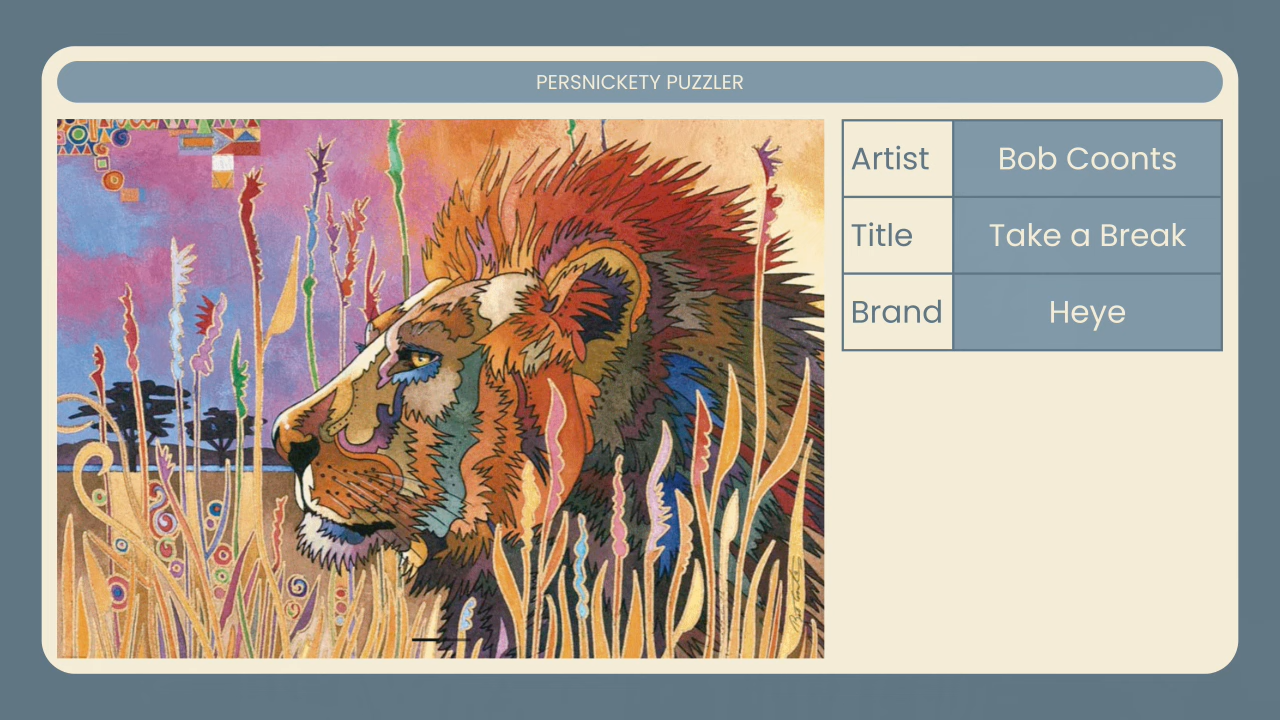 PERSNICKETY PUZZLER
Artist Bob Coonts
Title Take a Break
Brand Heye